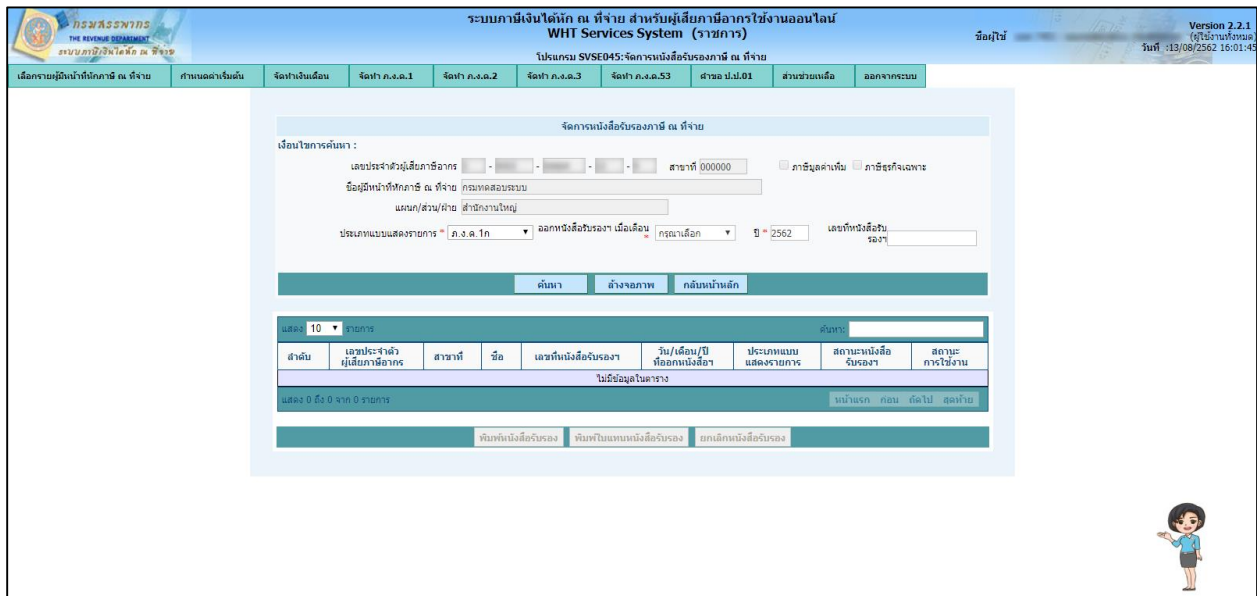 กรมสรรพากร
THE REVENUE DEPARTMENT
ระบบภาษีเงินได้หัก ณ ที่จ่าย
ระบบภาษีเงินได้หัก ณ ที่จ่าย สำหรับผู้เสียภาษีอากรใช้งานออนไลน์
WHT Services System (ราชการ)
โปรแกรม SVSE045:จัดการหนังสือรับรองภาษี ณ ที่จ่าย
Version 2.2.1
ชื่อผู้ใช้ (ผู้ใช้งานทั้งหมด)
วันที่ :13/08/2562 16:01:45
เลือกรายผู้มีหน้าที่หักภาษี ณ ที่จ่าย กำหนดค่าเริ่มต้น จัดทำเงินเดือน จัดทำ ภ.ง.ด.1 จัดทำ ภ.ง.ด.2 จัดทำ ภ.ง.ด.3 จัดทำ ภ.ง.ด.53 คำขอ ป.ป.01 ส่วนช่วยเหลือ ออกจากระบบ
จัดการหนังสือรับรองภาษี ณ ที่จ่าย
เงื่อนไขการค้นหา :
เลขประจำตัวผู้เสียภาษีอากร - - - - สาขาที่ 000000 ภาษีมูลค่าเพิ่ม ภาษีธุรกิจเฉพาะ
ชื่อผู้มีหน้าที่หักภาษี ณ ที่จ่าย กรมทดสอบระบบ
แผนก/ส่วน/ฝ่าย สำนักงานใหญ่
ประเภทแบบแสดงรายการ * ภ.ง.ด.1ก ออกหนังสือรับรองฯ เมื่อเดือน * กรุณาเลือก ปี * 2562 เลขที่หนังสือรับรองฯ
ค้นหา ล้างจอภาพ กลับหน้าหลัก
แสดง 10 รายการ ค้นหา:
ลำดับ เลขประจำตัวผู้เสียภาษีอากร สาขาที่ ชื่อ เลขที่หนังสือรับรองฯ วัน/เดือน/ปี ที่ออกหนังสือฯ ประเภทแบบแสดงรายการ สถานะหนังสือรับรองฯ สถานะการใช้งาน
ไม่มีข้อมูลในตาราง
แสดง 0 ถึง 0 จาก 0 รายการ หน้าแรก ก่อน ถัดไป สุดท้าย
พิมพ์หนังสือรับรอง พิมพ์ใบแทนหนังสือรับรอง ยกเลิกหนังสือรับรอง